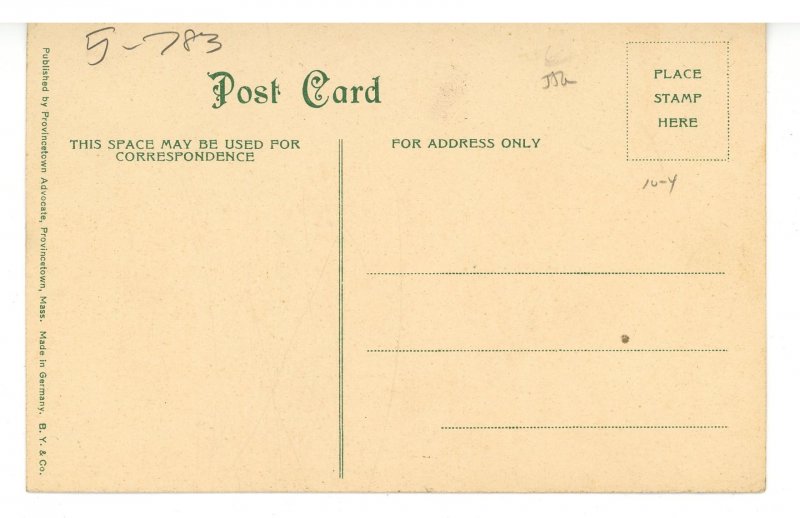 5-783
Post Card
PLACE
STAMP
HERE
THIS SPACE MAY BE USED FOR
CORRESPONDENCE
FOR ADDRESS ONLY
10-4
Published by Provincetown Advocate, Provincetown, Mass. Made in Germany. B. Y. & Co.